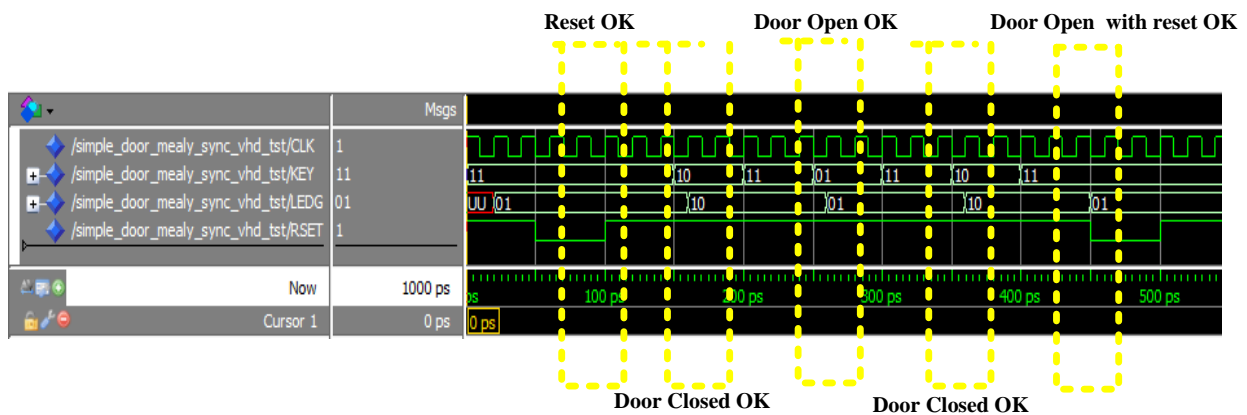 Reset OK Door Open OK Door Open with reset OK
Msgs
/simple_door_mealy_sync_vhd_tst/CLK 1
/simple_door_mealy_sync_vhd_tst/KEY 11 11 10 11 01 11 10 11
/simple_door_mealy_sync_vhd_tst/LEDG 01 UU 01 10 01 10 01
/simple_door_mealy_sync_vhd_tst/RSET 1
Now 1000 ps ps 100 ps 200 ps 300 ps 400 ps 500 ps
Cursor 1 0 ps 0 ps
Door Closed OK Door Closed OK